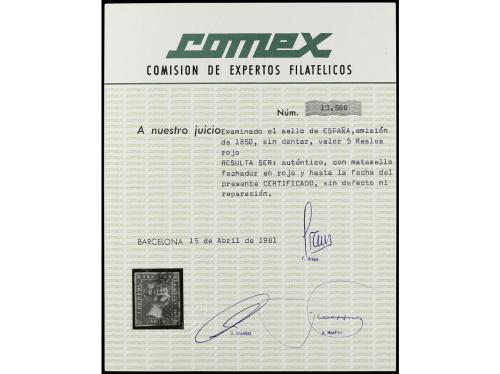 comex
COMISION DE EXPERTOS FILATELICOS
Núm. 13.566
A nuestro juicio Examinado el sello de ESPAÑA, emisión
de 1850, sin dentar, valor 5 Reales
rojo
RESULTA SER: auténtico, con matasello
fechador en rojo y hasta la fecha del
presente CERTIFICADO, sin defecto ni
reparación.
BARCELONA 15 de Abril de 1981